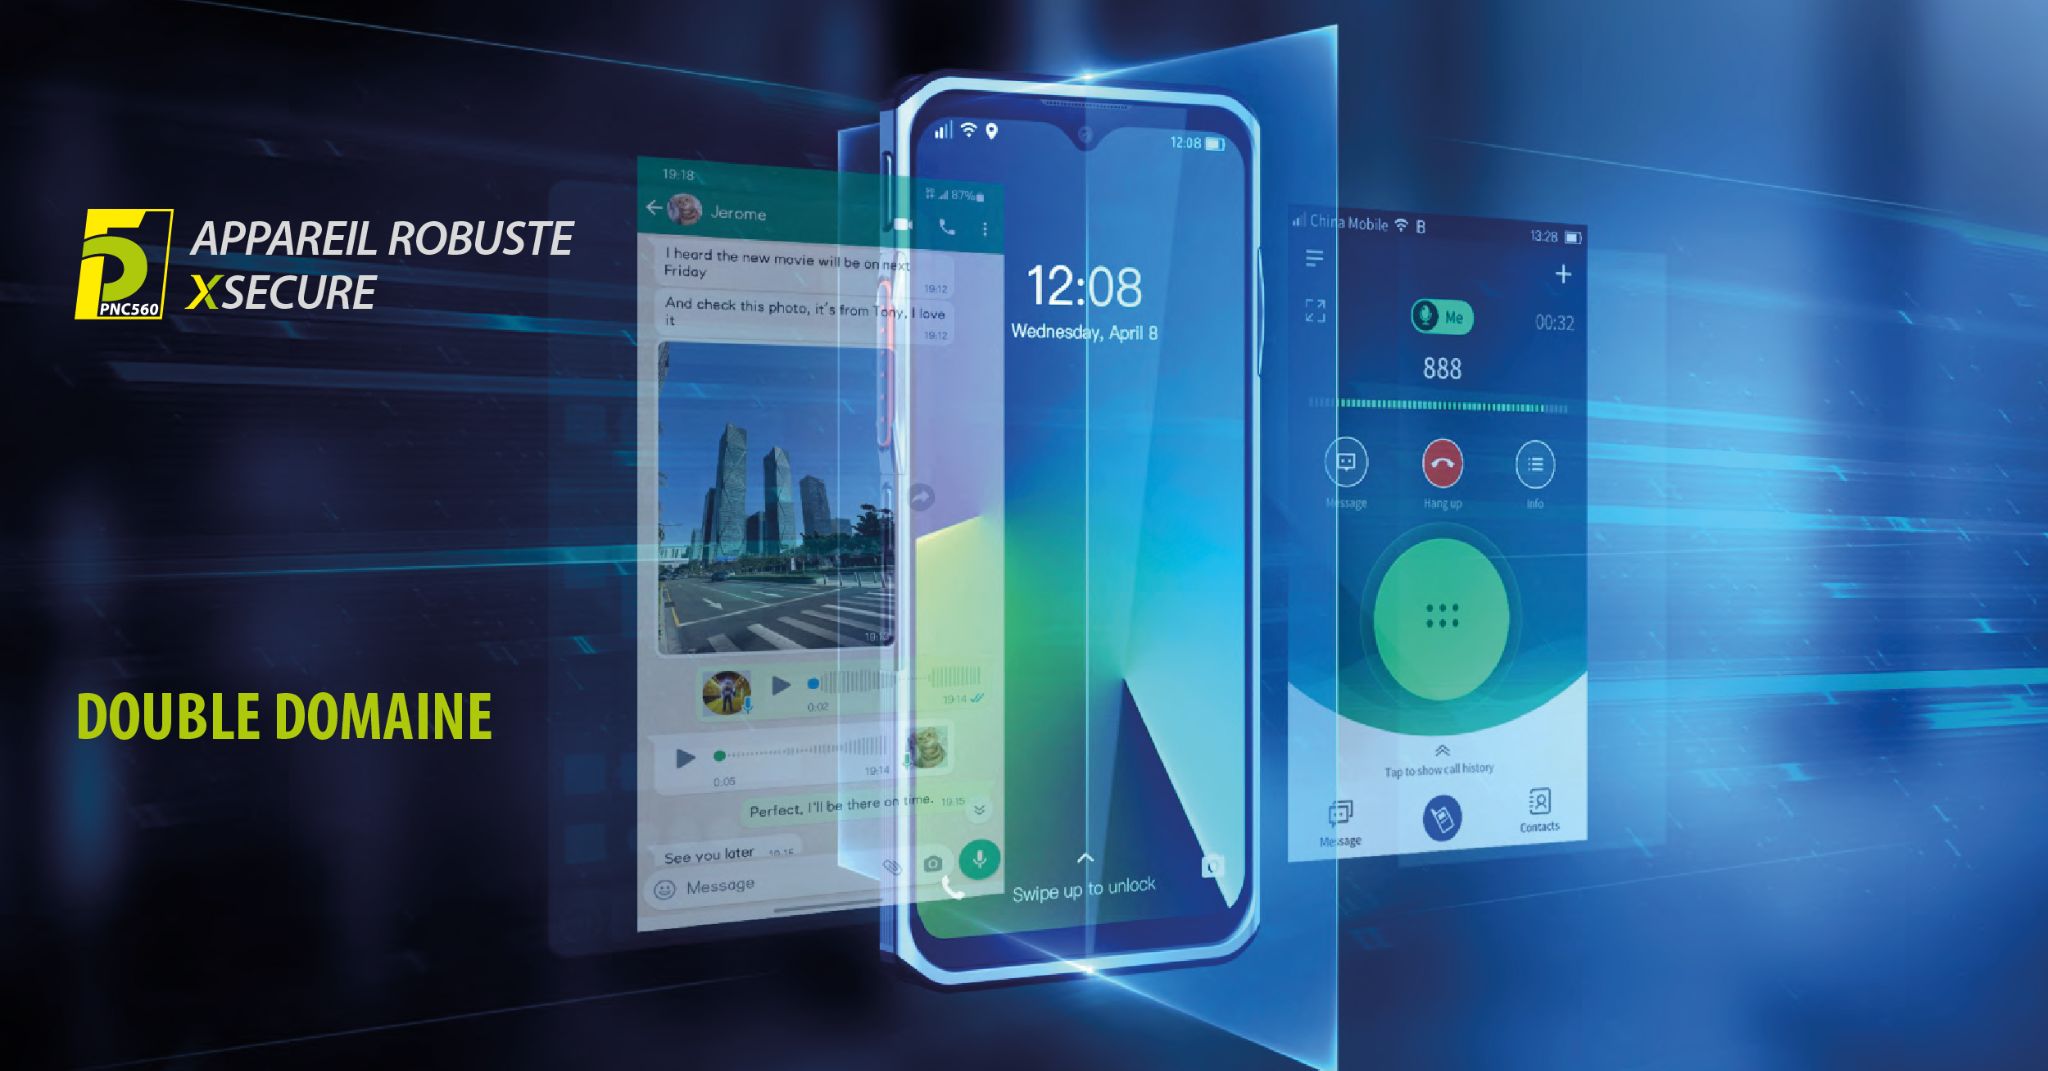 5
PNC560
APPAREIL ROBUSTE
XSECURE
DOUBLE DOMAINE
19:18
87%
Jerome
I heard the new movie will be on next
Friday
19:12
And check this photo, it's from Tony, I love
it
19:12
0:02
19:14
0:05
19:14
Perfect, I'll be there on time. 19:15
See you later 19:15
Message
12:08
12:08
Wednesday, April 8
Swipe up to unlock
China Mobile
13:28
Me
00:32
888
Message Hang up Info
Tap to show call history
Message
Contacts